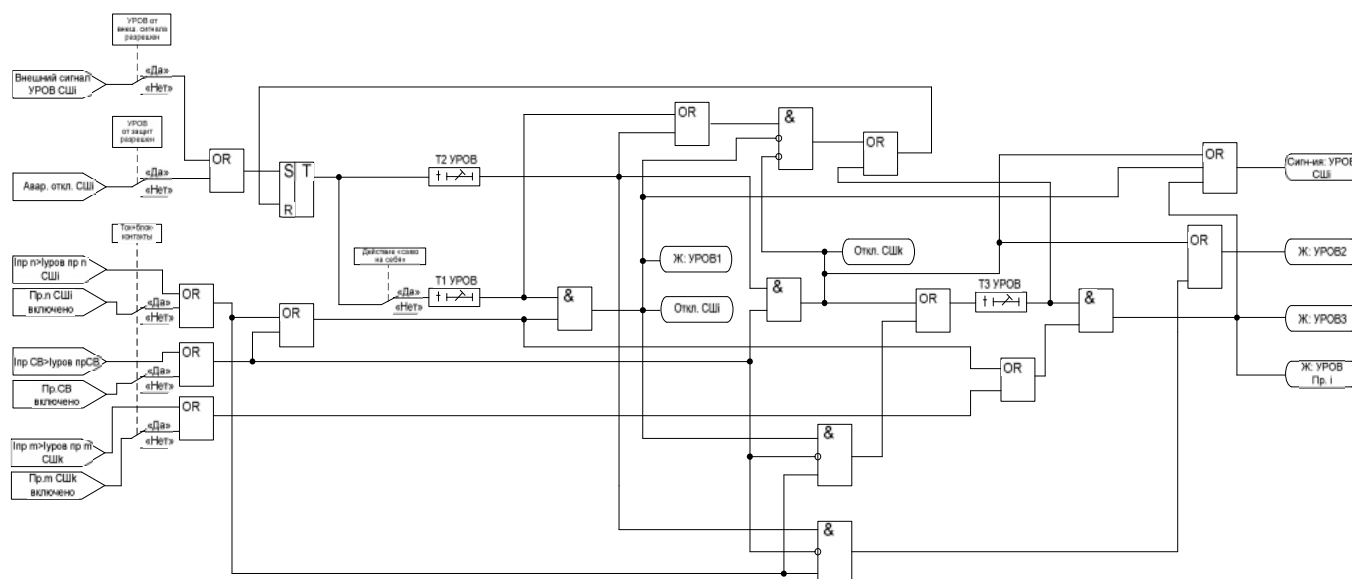 УРОВ от
внеш. сигнала
разрешен
«Да»
«Нет»
Внешний сигнал
УРОВ СШi
УРОВ
от защит
разрешен
«Да»
«Нет»
Авар. откл. СШi
OR
S T
R
T2 УРОВ
OR
&
OR
OR
Сигн-ия: УРОВ
СШi
Ток+блок-
контакты
Действие «само
на себя»
«Да»
«Нет»
T1 УРОВ
Ж: УРОВ1
Откл. СШk
OR
Ж: УРОВ2
Iпр n>Iуров пр n
СШi
Пр.n СШi
включено
«Да»
«Нет»
OR
OR
&
Откл. СШi
&
OR
T3 УРОВ
&
Ж: УРОВ3
Iпр СВ>Iуров прСВ
Пр.СВ
включено
«Да»
«Нет»
OR
OR
Ж: УРОВ
Пр. i
Iпр m>Iуров пр m
СШk
Пр.m СШk
включено
«Да»
«Нет»
OR
&
&